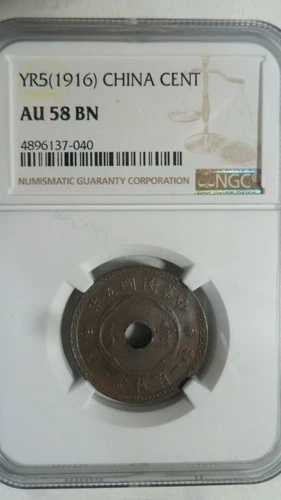 YR5(1916) CHINA CENT
AU 58 BN
4896137-040
NUMISMATIC GUARANTY CORPORATION
NGC